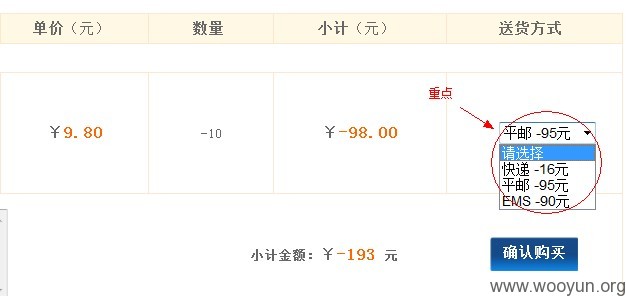 单价（元） 数量 小计（元） 送货方式
重点
￥9.80 -10 ￥-98.00 平邮 -95元
请选择
快递 -16元
平邮 -95元
EMS -90元
小计金额：￥-193 元 确认购买
www.wooyun.org